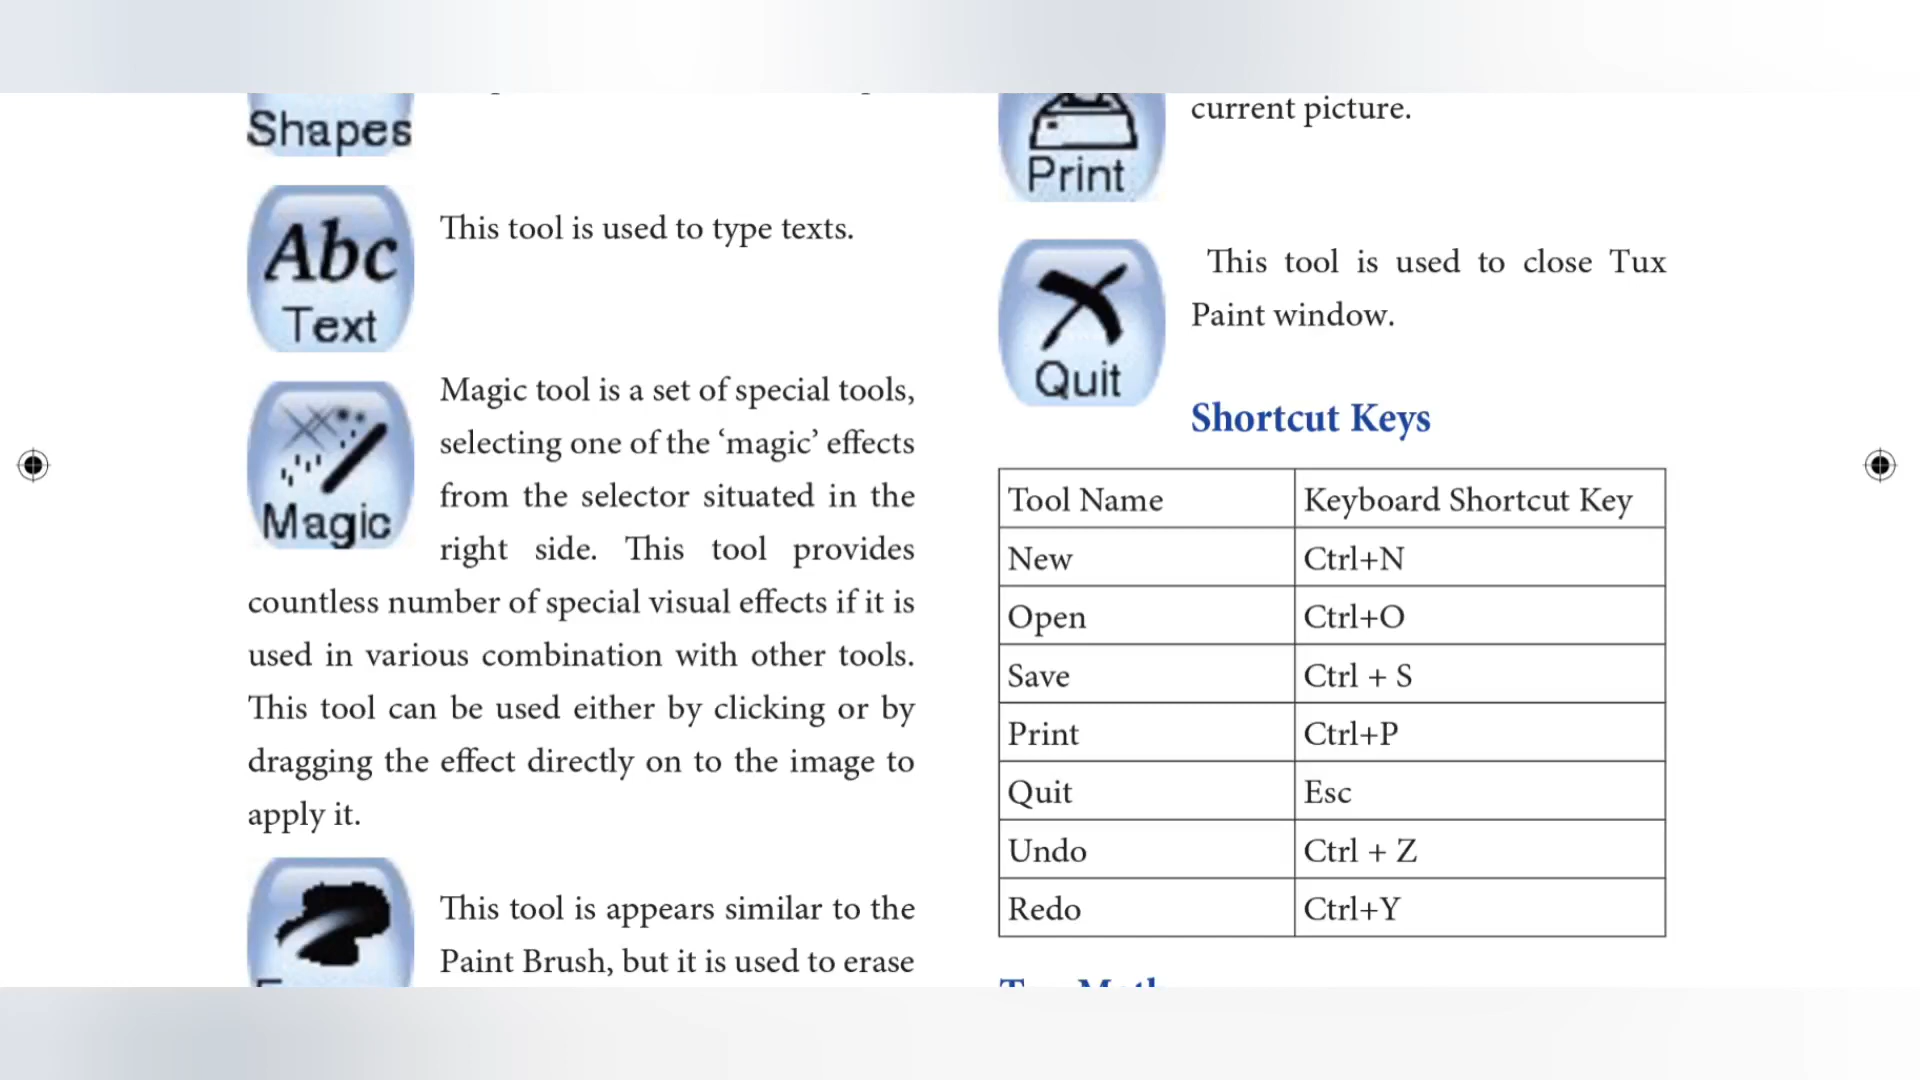 Shapes
Abc
Text
This tool is used to type texts.
Magic
Magic tool is a set of special tools,
selecting one of the ‘magic’ effects
from the selector situated in the
right side. This tool provides
countless number of special visual effects if it is
used in various combination with other tools.
This tool can be used either by clicking or by
dragging the effect directly on to the image to
apply it.
This tool is appears similar to the
Paint Brush, but it is used to erase
Print
current picture.
Quit
This tool is used to close Tux
Paint window.
Shortcut Keys
Tool Name Keyboard Shortcut Key
New Ctrl+N
Open Ctrl+O
Save Ctrl + S
Print Ctrl+P
Quit Esc
Undo Ctrl + Z
Redo Ctrl+Y